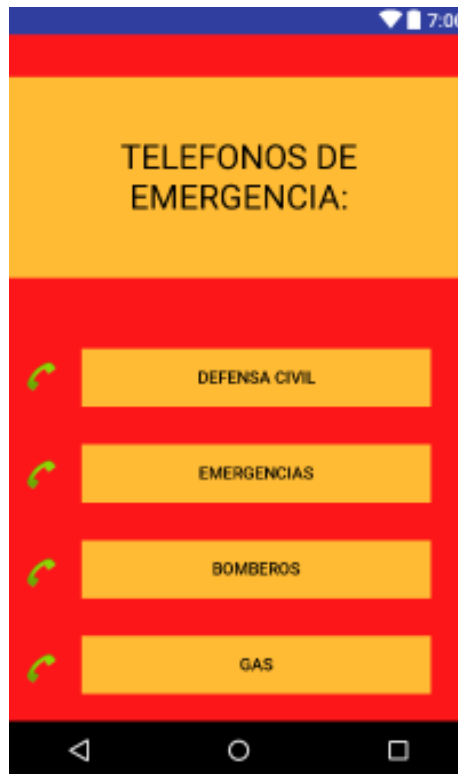 7:00
TELEFONOS DE
EMERGENCIA:
DEFENSA CIVIL
EMERGENCIAS
BOMBEROS
GAS